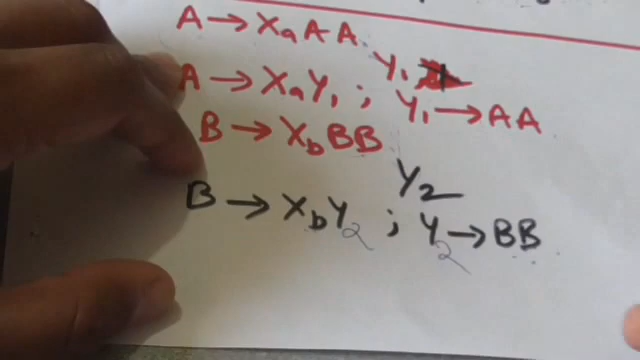 A → XaAA
Y₁
A → XaY₁ ; Y₁ → AA
B → XbBB
Y₂
B → XbY₂ ; Y₂ → BB